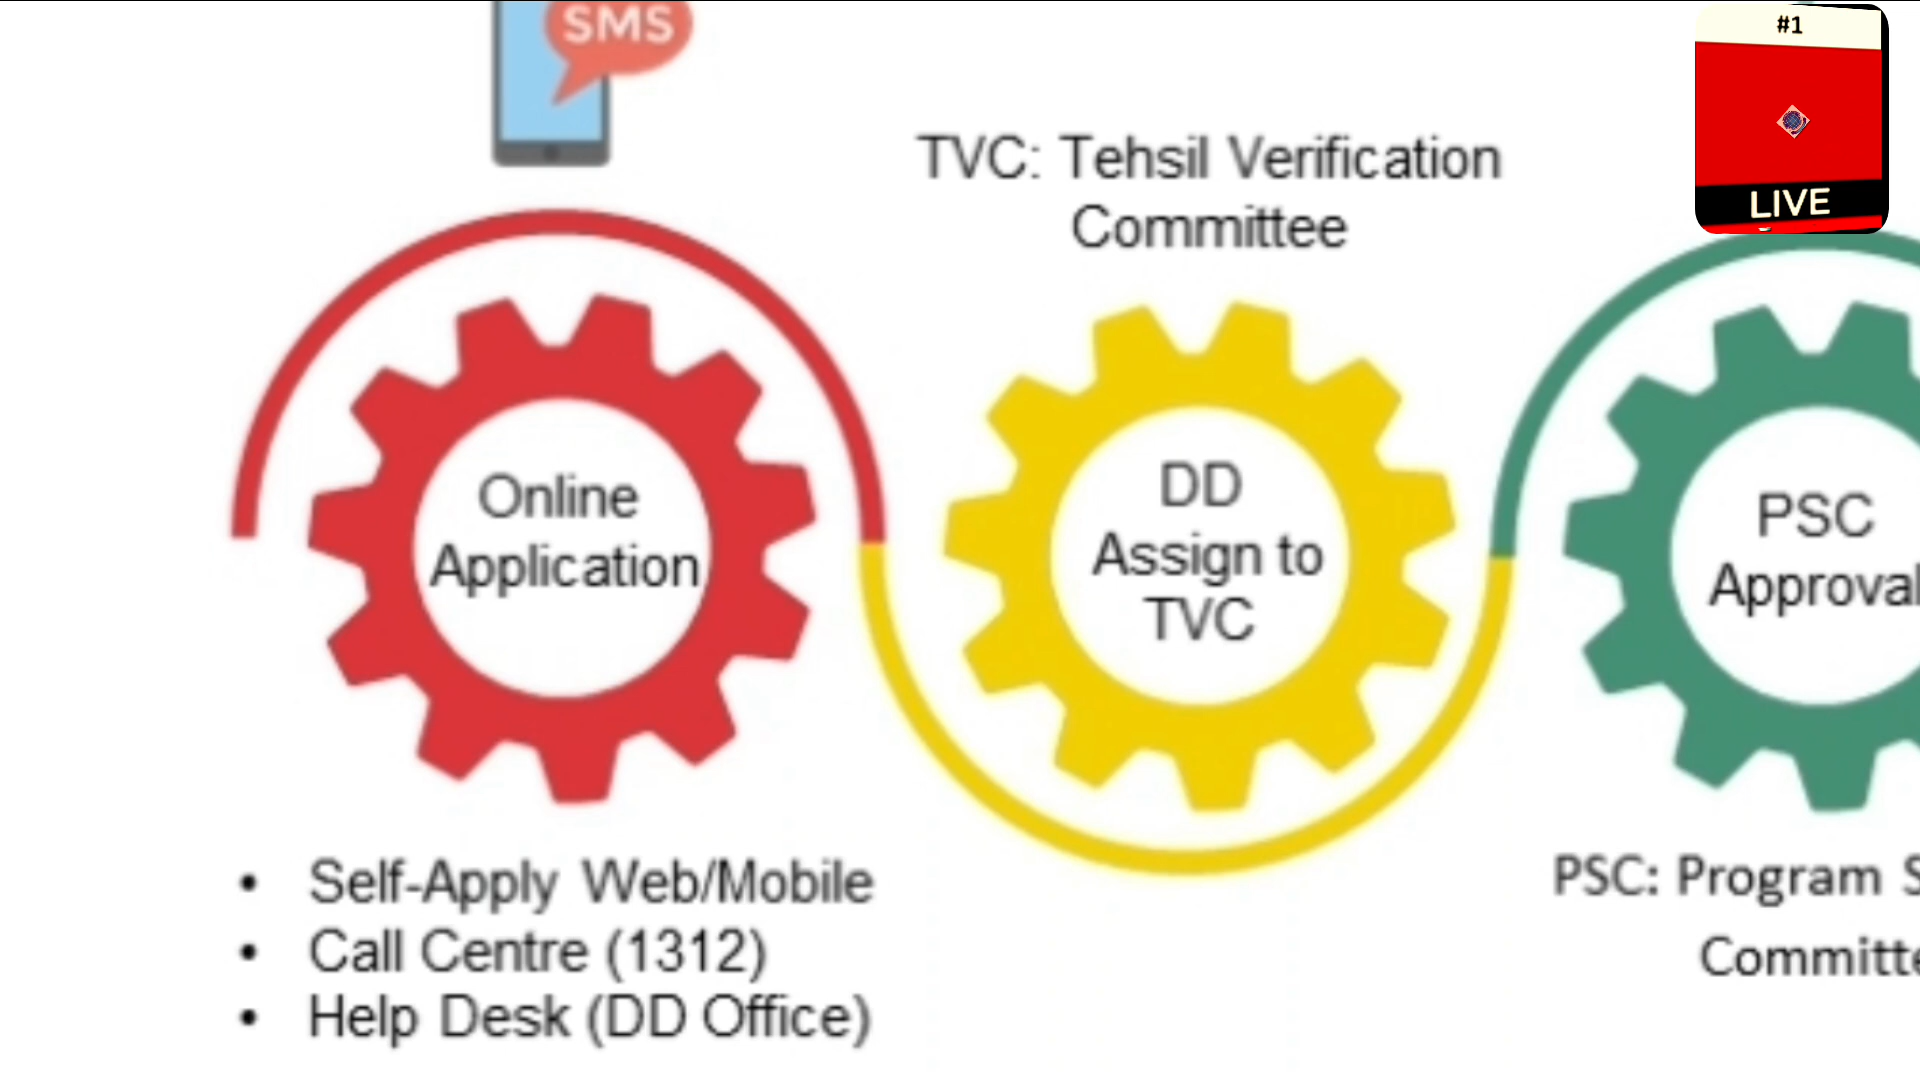 SMS
#1
LIVE
TVC: Tehsil Verification
Committee
Online
Application
DD
Assign to
TVC
PSC
Approval
Self-Apply Web/Mobile
Call Centre (1312)
Help Desk (DD Office)
PSC: Program